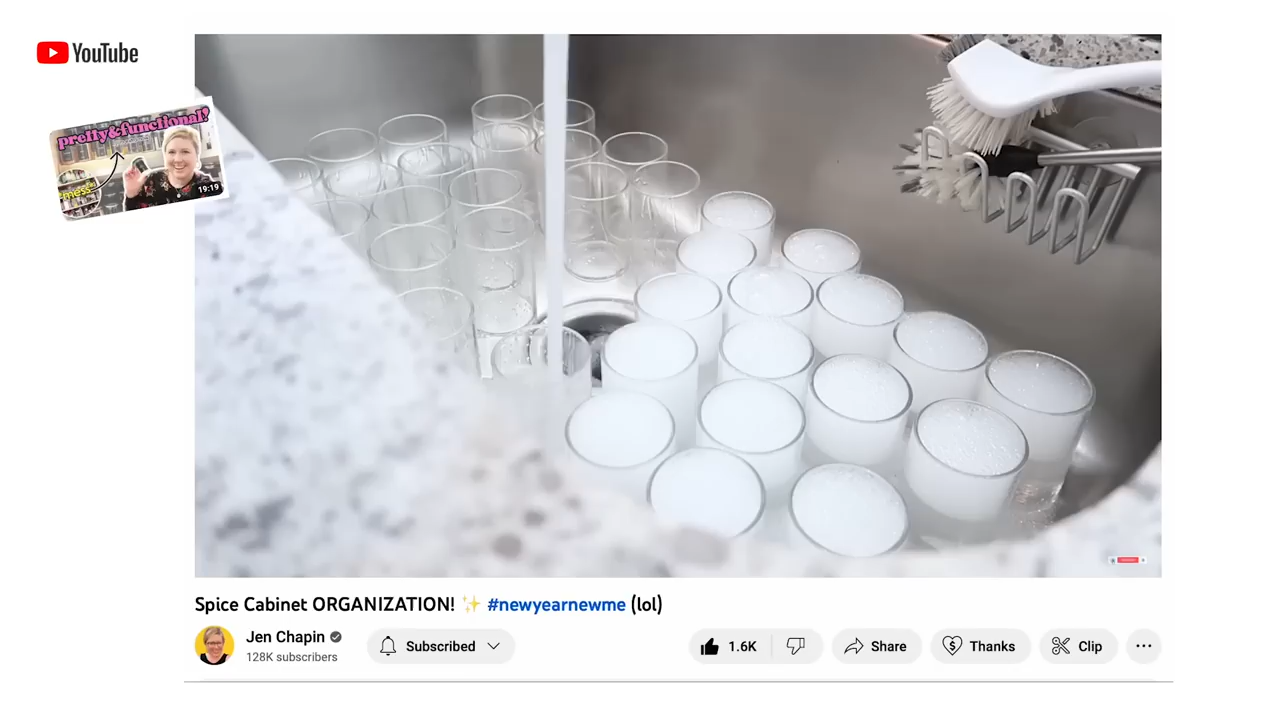 YouTube
pretty&functional!
mess
19:19
Spice Cabinet ORGANIZATION! ✨ #newyearnewme (lol)
Jen Chapin
128K subscribers
Subscribed
1.6K
Share
Thanks
Clip